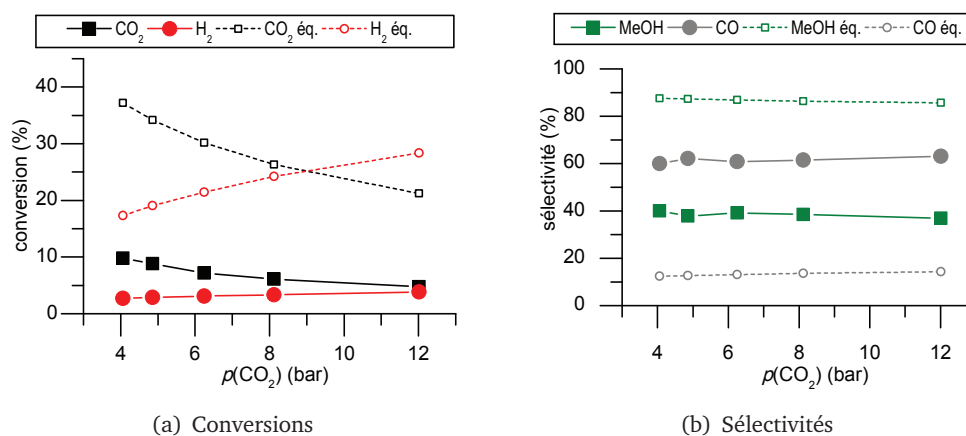 CO2 H2 CO2 éq. H2 éq.
conversion (%)
40
30
20
10
0
4 6 8 10 12
p(CO2) (bar)
(a) Conversions
MeOH CO MeOH éq. CO éq.
sélectivité (%)
100
80
60
40
20
0
4 6 8 10 12
p(CO2) (bar)
(b) Sélectivités